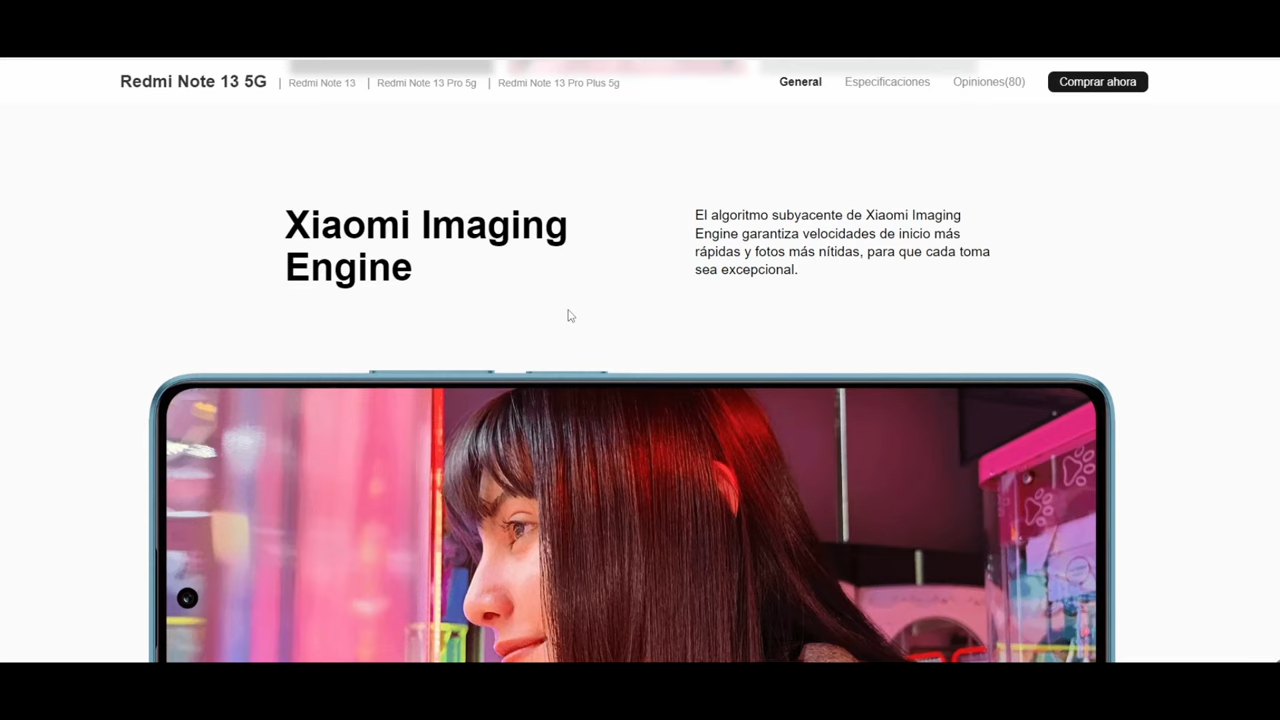 Redmi Note 13 5G | Redmi Note 13 | Redmi Note 13 Pro 5g | Redmi Note 13 Pro Plus 5g General Especificaciones Opiniones(80) Comprar ahora
Xiaomi Imaging
Engine
El algoritmo subyacente de Xiaomi Imaging
Engine garantiza velocidades de inicio más
rápidas y fotos más nítidas, para que cada toma
sea excepcional.